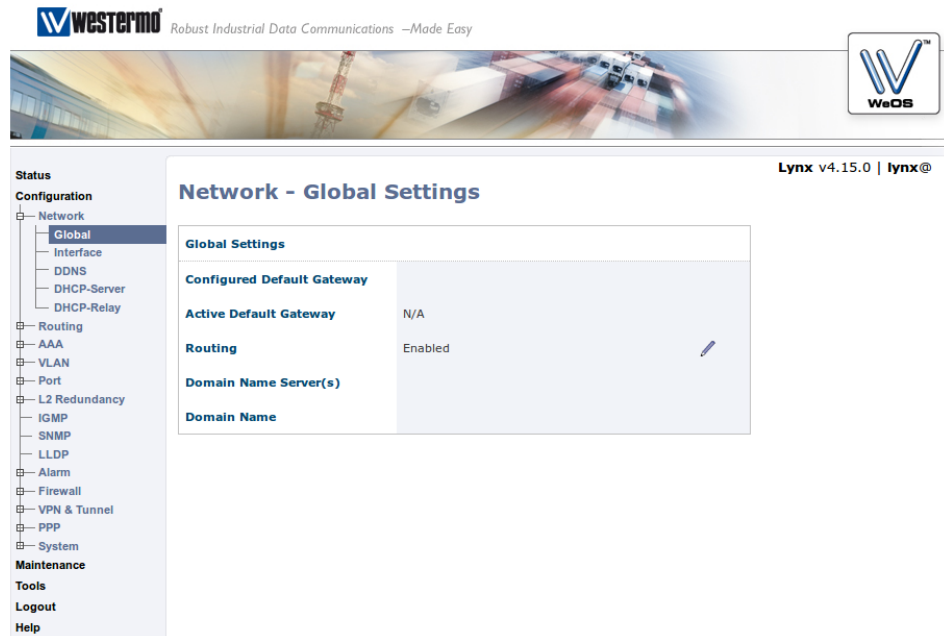 Westermo Robust Industrial Data Communications –Made Easy
WeOS ™
Lynx v4.15.0 | lynx@
Status
Configuration
Network
Global
Interface
DDNS
DHCP-Server
DHCP-Relay
Routing
AAA
VLAN
Port
L2 Redundancy
IGMP
SNMP
LLDP
Alarm
Firewall
VPN & Tunnel
PPP
System
Maintenance
Tools
Logout
Help
Network - Global Settings
Global Settings
Configured Default Gateway
Active Default Gateway N/A
Routing Enabled
Domain Name Server(s)
Domain Name